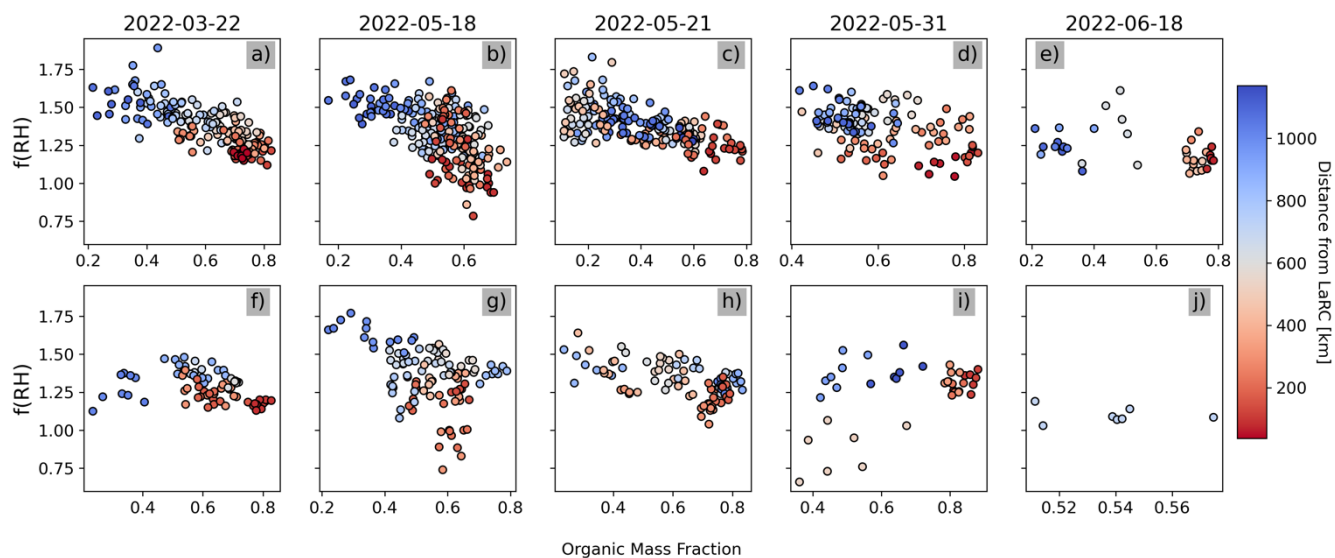 2022-03-22 2022-05-18 2022-05-21 2022-05-31 2022-06-18
a) b) c) d) e)
1.75
1.50
1.25
1.00
0.75
f(RH)
0.2 0.4 0.6 0.8 0.2 0.4 0.6 0.2 0.4 0.6 0.8 0.4 0.6 0.8 0.2 0.4 0.6 0.8
f) g) h) i) j)
1.75
1.50
1.25
1.00
0.75
f(RH)
0.4 0.6 0.8 0.2 0.4 0.6 0.8 0.4 0.6 0.8 0.4 0.6 0.8 0.52 0.54 0.56
Organic Mass Fraction
1000
800
600
400
200
Distance from LaRC [km]